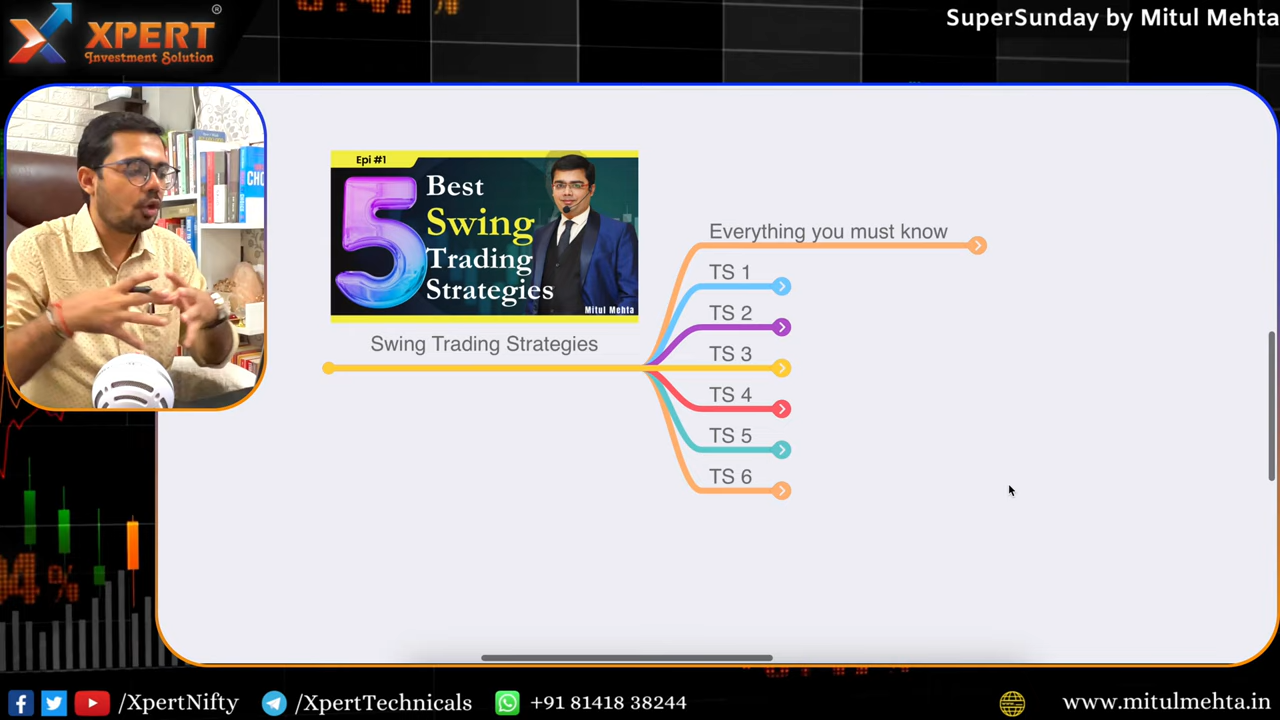 XPERT
®
Investment Solution
SuperSunday by Mitul Mehta
Epi #1
5
Best
Swing
Trading
Strategies
Mitul Mehta
Swing Trading Strategies
Everything you must know
TS 1
TS 2
TS 3
TS 4
TS 5
TS 6
4%
/XpertNifty
/XpertTechnicals
+91 81418 38244
www.mitulmehta.in